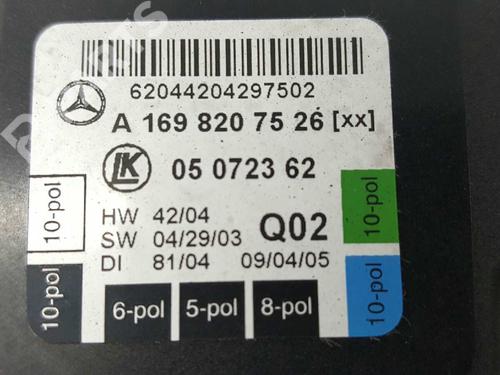 62044204297502
A 169 820 75 26 [xx]
LK 05 0723 62
HW 42/04
SW 04/29/03
DI 81/04 09/04/05
Q02
10-pol
10-pol
10-pol
10-pol
6-pol 5-pol 8-pol